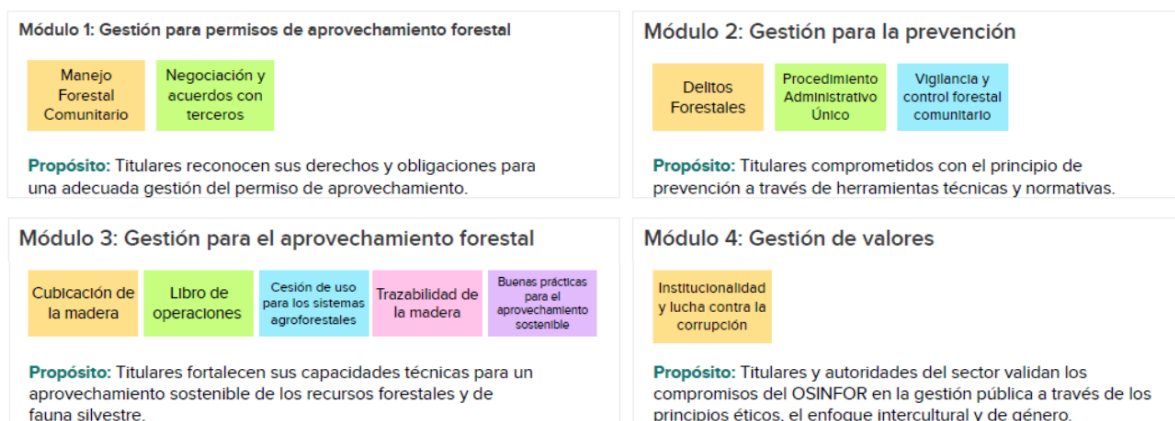 Módulo 1: Gestión para permisos de aprovechamiento forestal
Manejo
Forestal
Comunitario
Negociación y
acuerdos con
terceros
Propósito: Titulares reconocen sus derechos y obligaciones para
una adecuada gestión del permiso de aprovechamiento.
Módulo 2: Gestión para la prevención
Delitos
Forestales
Procedimiento
Administrativo
Único
Vigilancia y
control forestal
comunitario
Propósito: Titulares comprometidos con el principio de
prevención a través de herramientas técnicas y normativas.
Módulo 3: Gestión para el aprovechamiento forestal
Cubicación de
la madera
Libro de
operaciones
Cesión de uso
para los sistemas
agroforestales
Trazabilidad de
la madera
Buenas prácticas
para el
aprovechamiento
sostenible
Propósito: Titulares fortalecen sus capacidades técnicas para un
aprovechamiento sostenible de los recursos forestales y de
fauna silvestre.
Módulo 4: Gestión de valores
Institucionalidad
y lucha contra la
corrupción
Propósito: Titulares y autoridades del sector validan los
compromisos del OSINFOR en la gestión pública a través de los
principios éticos, el enfoque intercultural y de género.